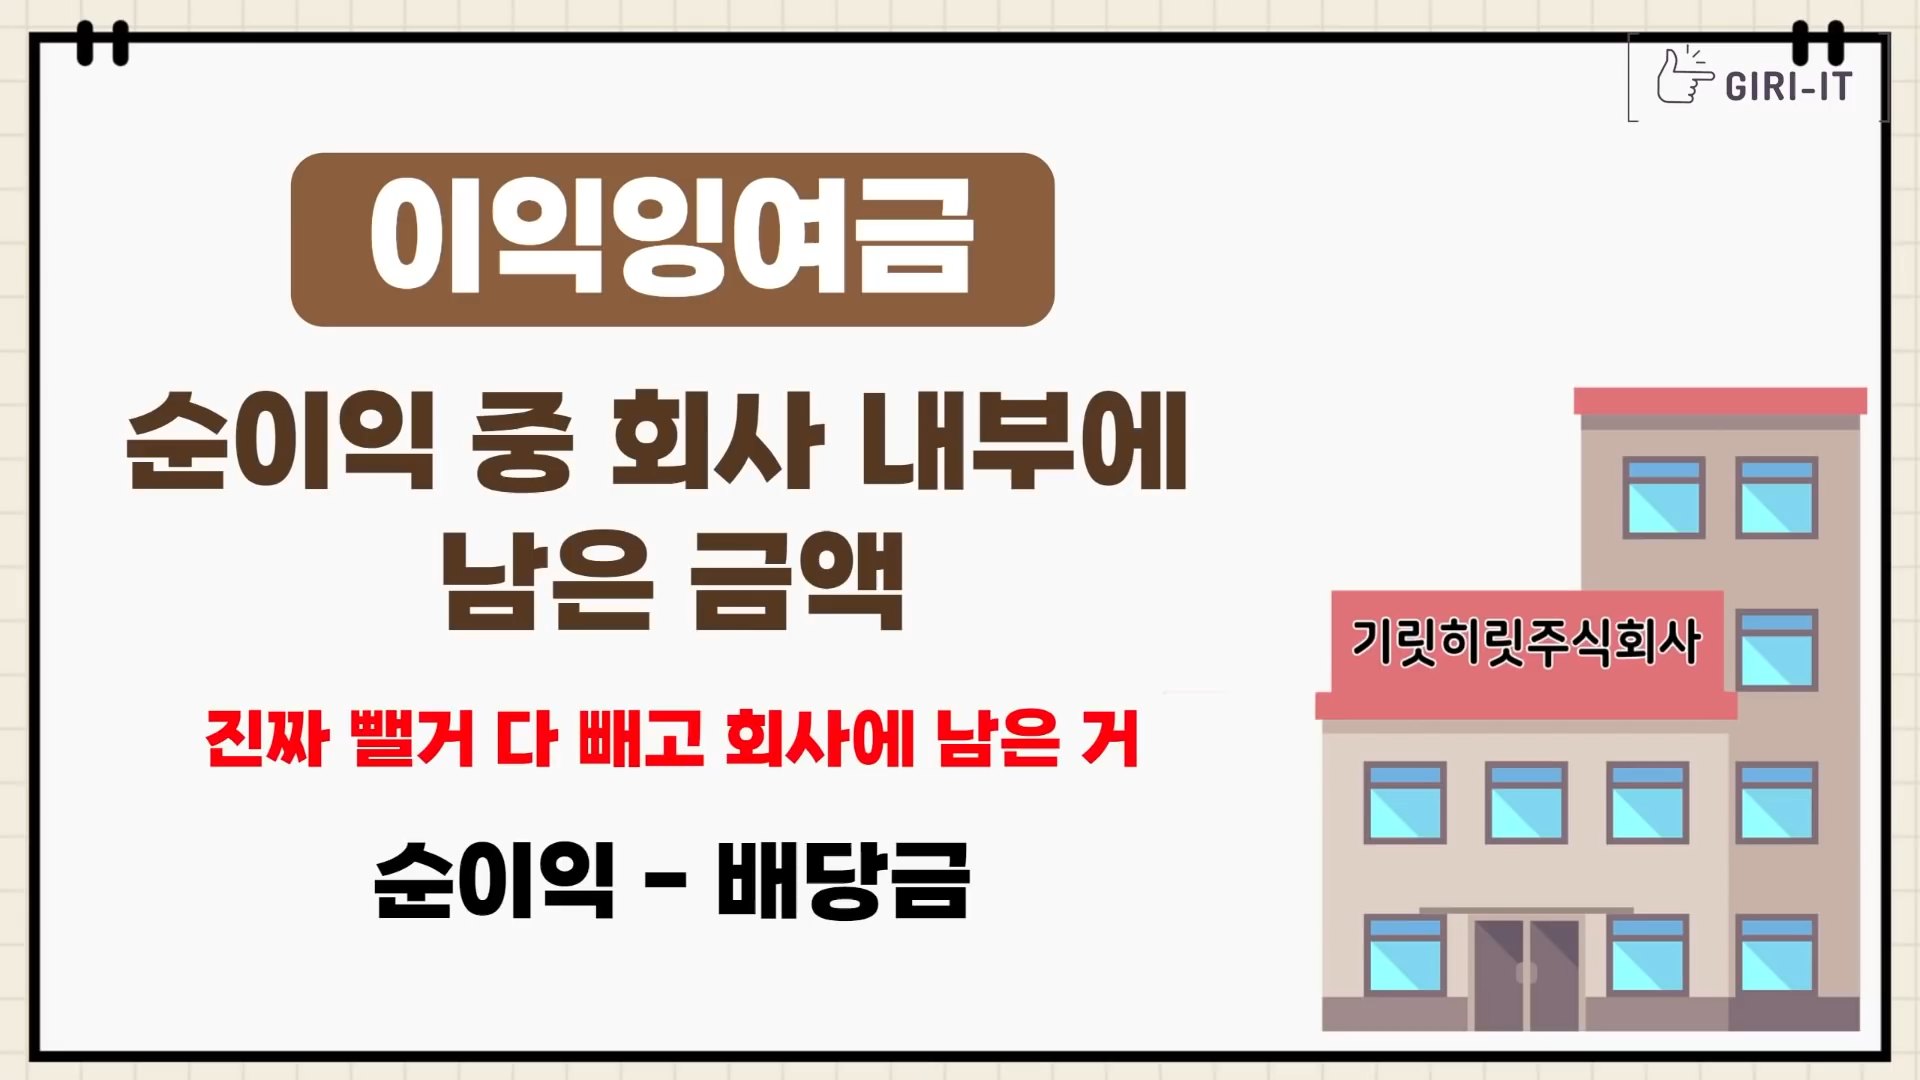 GIRI-IT
이익잉여금
순이익 중 회사 내부에
남은 금액
진짜 뺄거 다 빼고 회사에 남은 거
순이익 - 배당금
기릿히릿주식회사